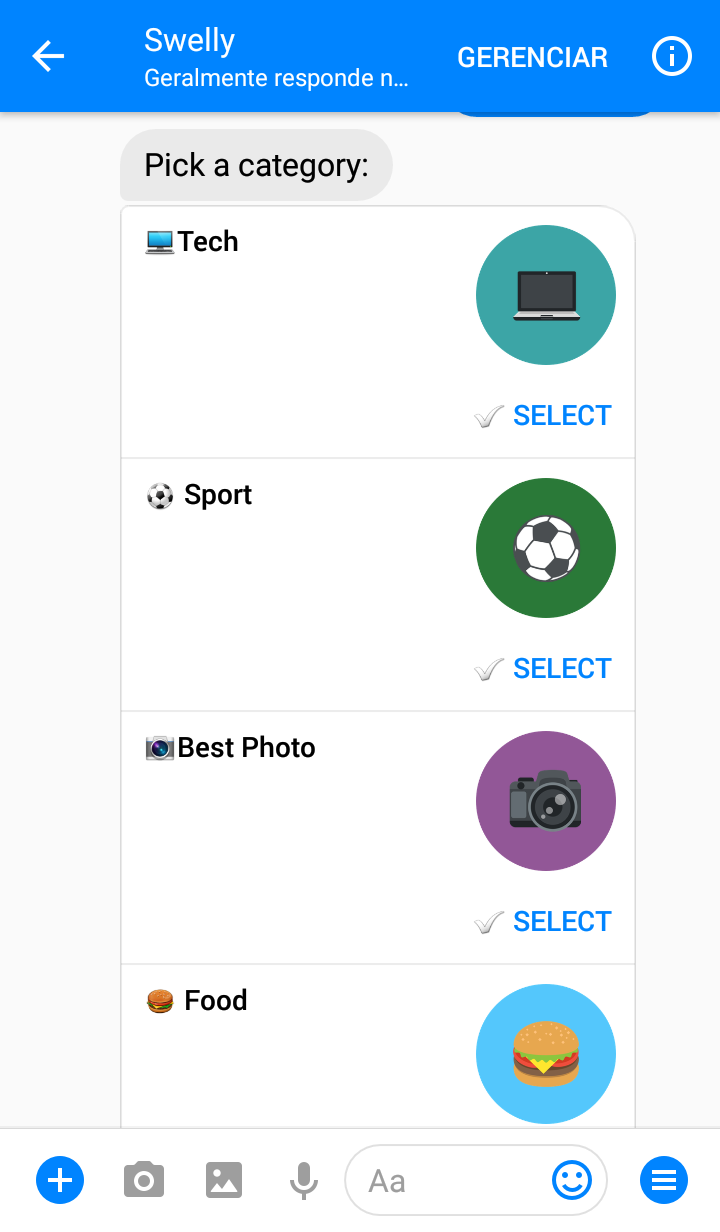 Swelly
Geralmente responde n...
GERENCIAR
Pick a category:
Tech
SELECT
Sport
SELECT
Best Photo
SELECT
Food
Aa